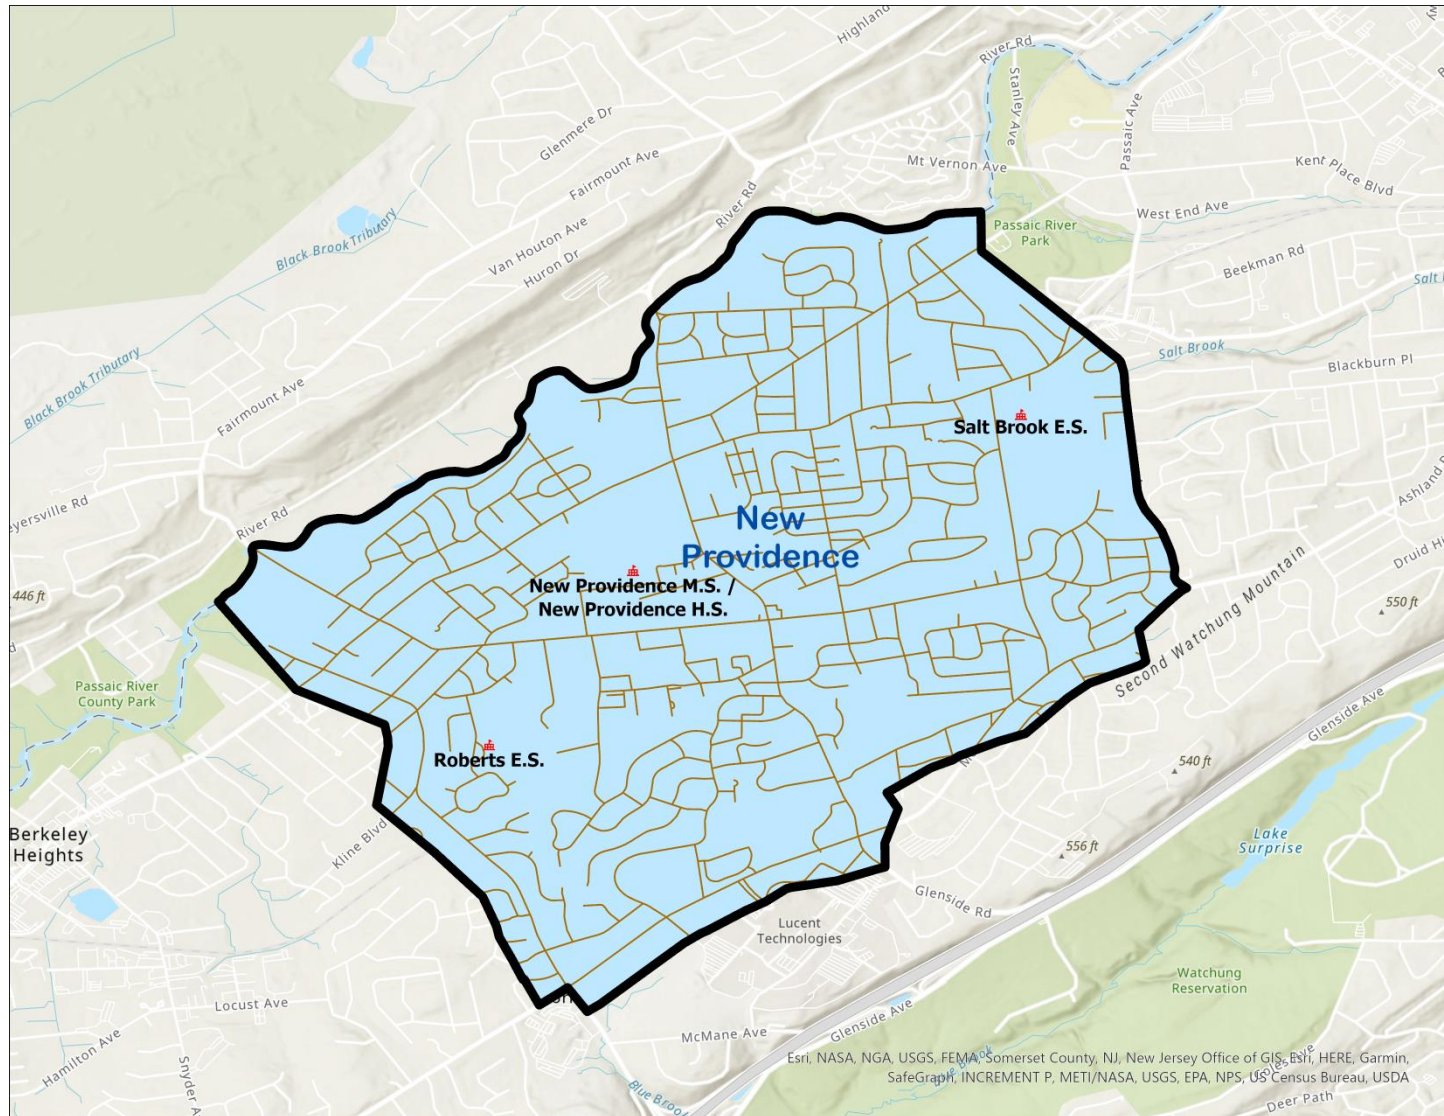 Highland
River Rd
Stanley Ave
Passaic Ave
Glenmere Dr
Fairmount Ave
Mt Vernon Ave
Kent Place Blvd
River Rd
West End Ave
Passaic River
Park
Black Brook Tributary
Van Houton Ave
Huron Dr
Beekman Rd
Salt
Salt Brook
Blackburn Pl
Black Brook Tributary
Fairmount Ave
Salt Brook E.S.
Ashland
eyersville Rd
River Rd
New
Providence
Druid H
New Providence M.S. /
New Providence H.S.
446 ft
550 ft
Second Watchung Mountain
Passaic River
County Park
Glenside Ave
Roberts E.S.
540 ft
Berkeley
Heights
Kline Blvd
556 ft
Lake
Surprise
Glenside Rd
Lucent
Technologies
Watchung
Reservation
Locust Ave
Hamilton Ave
Snyder A
McMane Ave
Glenside Ave
Blue Brook
Blue Brook
Coles Ave
Deer Path
Esri, NASA, NGA, USGS, FEMA, Somerset County, NJ, New Jersey Office of GIS, Esri, HERE, Garmin,
SafeGraph, INCREMENT P, METI/NASA, USGS, EPA, NPS, US Census Bureau, USDA